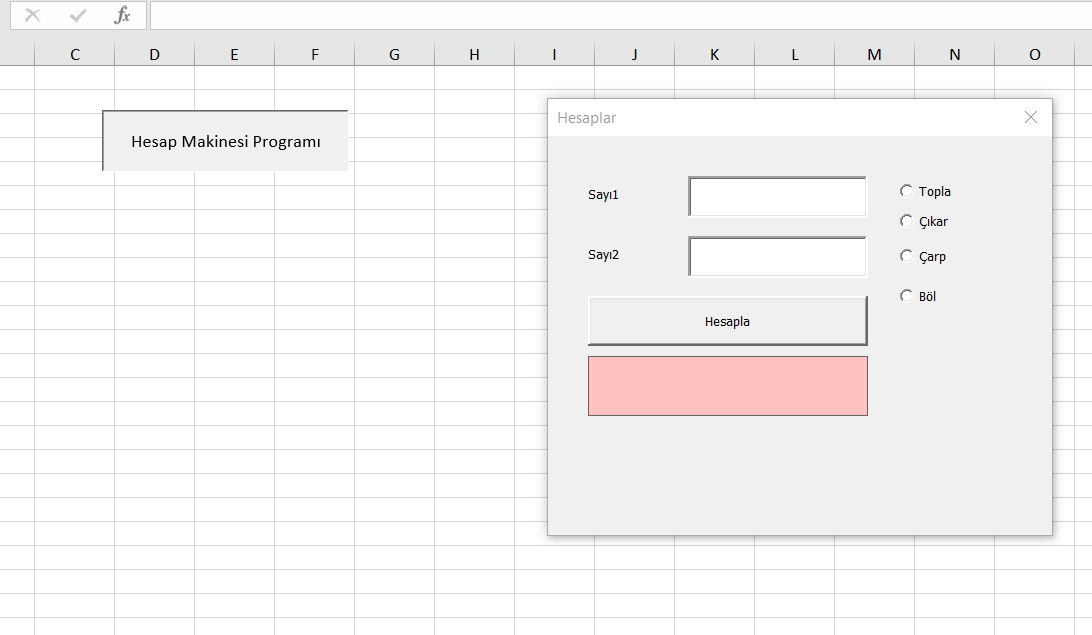 fx
C D E F G H I J K L M N O
Hesap Makinesi Programı
Hesaplar
Sayı1
Topla
Çıkar
Sayı2
Çarp
Böl
Hesapla